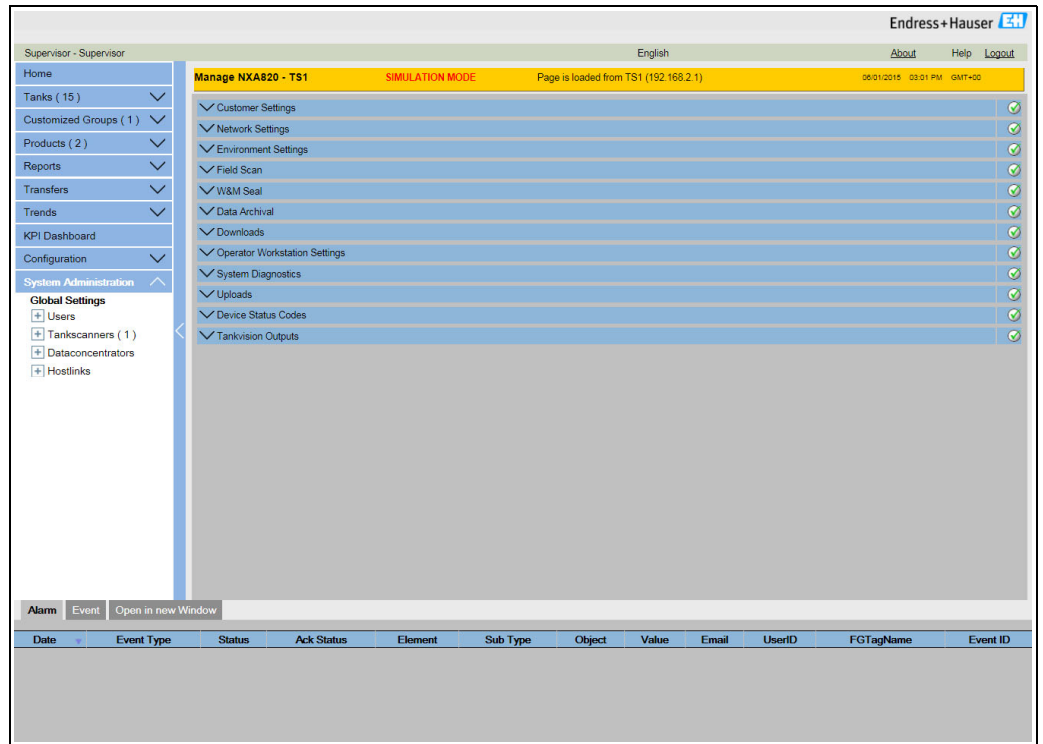 Endress+Hauser EH
Supervisor - Supervisor English About Help Logout
Home
Tanks ( 15 )
Customized Groups ( 1 )
Products ( 2 )
Reports
Transfers
Trends
KPI Dashboard
Configuration
System Administration
Global Settings
Users
Tankscanners ( 1 )
Dataconcentrators
Hostlinks
Manage NXA820 - TS1 SIMULATION MODE Page is loaded from TS1 (192.168.2.1) 06/01/2015 03:01 PM GMT+00
Customer Settings
Network Settings
Environment Settings
Field Scan
W&M Seal
Data Archival
Downloads
Operator Workstation Settings
System Diagnostics
Uploads
Device Status Codes
Tankvision Outputs
Alarm Event Open in new Window
Date Event Type Status Ack Status Element Sub Type Object Value Email UserID FGTagName Event ID